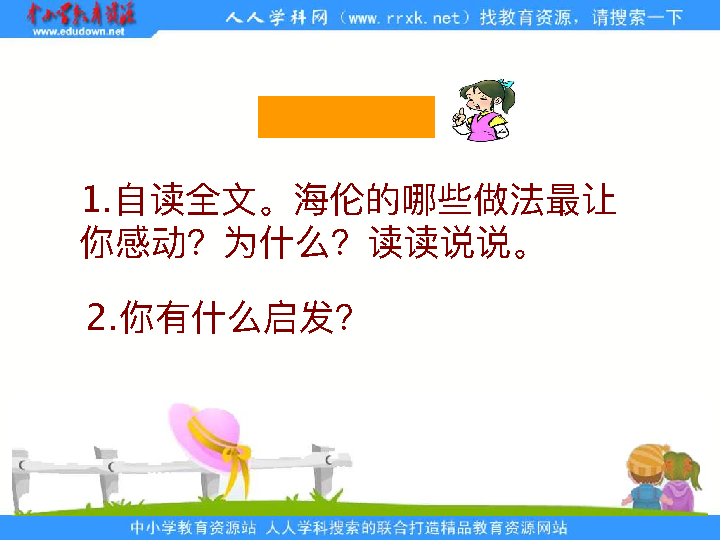 中小学教育资源
www.edudown.net
人人学科网（www.rrxk.net）找教育资源，请搜索一下
1.自读全文。海伦的哪些做法最让
你感动？为什么？读读说说。
2.你有什么启发？
中小学教育资源站 人人学科搜索的联合打造精品教育资源网站